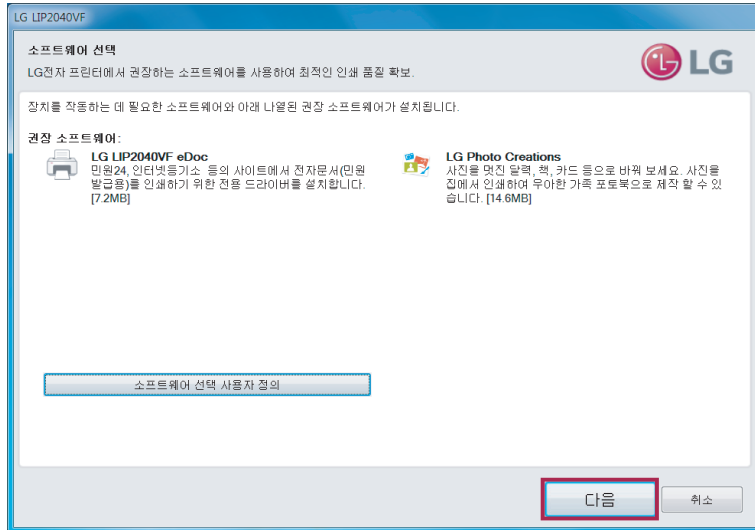 LG LIP2040VF
소프트웨어 선택
LG전자 프린터에서 권장하는 소프트웨어를 사용하여 최적인 인쇄 품질 확보.
LG
장치를 작동하는 데 필요한 소프트웨어와 아래 나열된 권장 소프트웨어가 설치됩니다.
권장 소프트웨어:
LG LIP2040VF eDoc
민원24, 인터넷등기소 등의 사이트에서 전자문서(민원
발급용)를 인쇄하기 위한 전용 드라이버를 설치합니다.
[7.2MB]
LG Photo Creations
사진을 멋진 달력, 책, 카드 등으로 바꿔 보세요. 사진을
집에서 인쇄하여 우아한 가족 포토북으로 제작 할 수 있
습니다. [14.6MB]
소프트웨어 선택 사용자 정의
다음
취소